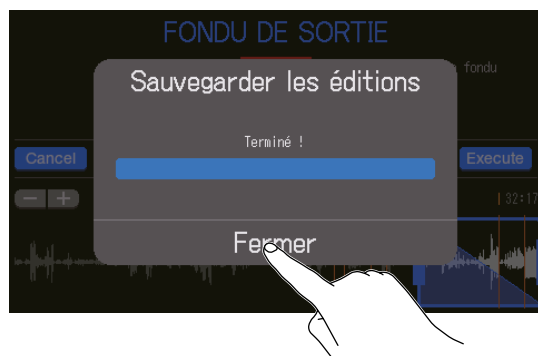 FONDU DE SORTIE
fondu
Sauvegarder les éditions
Terminé !
Cancel
Execute
− +
32:17
Fermer